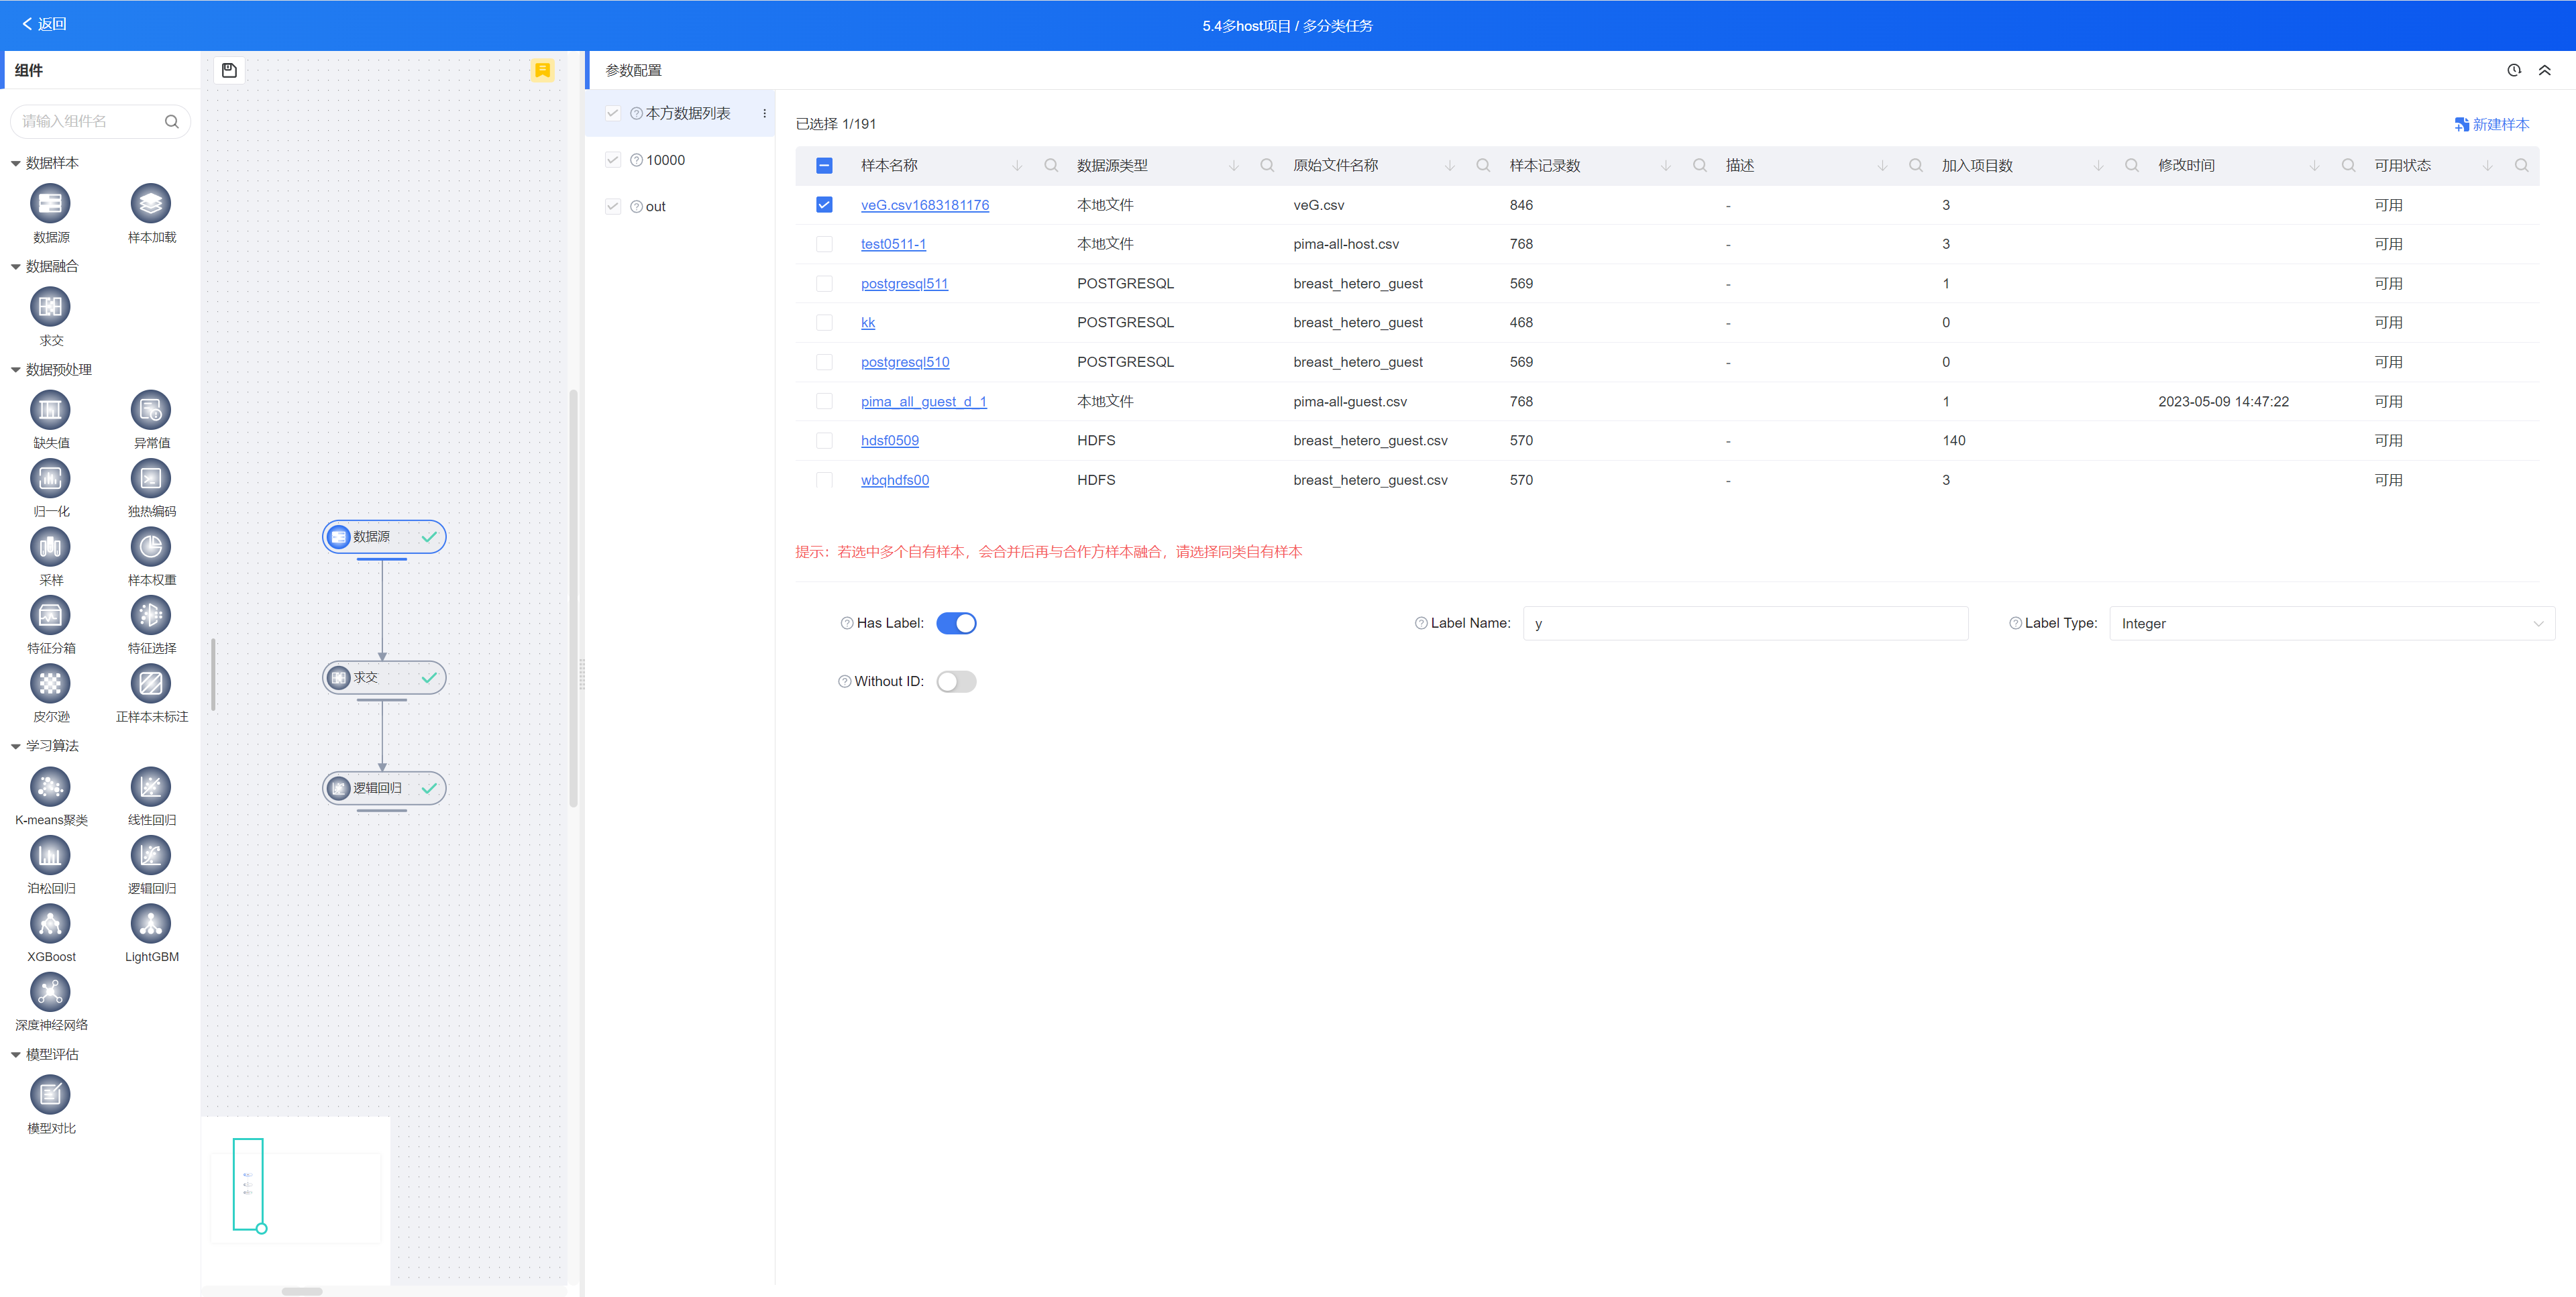 返回
5.4多host项目 / 多分类任务
组件
请输入组件名
数据样本
数据源
样本加载
数据融合
求交
数据预处理
缺失值
异常值
归一化
独热编码
采样
样本权重
特征分箱
特征选择
皮尔逊
正样本未标注
学习算法
K-means聚类
线性回归
泊松回归
逻辑回归
XGBoost
LightGBM
深度神经网络
模型评估
模型对比
数据源
求交
逻辑回归
参数配置
本方数据列表
10000
out
已选择 1/191
新建样本
样本名称 数据源类型 原始文件名称 样本记录数 描述 加入项目数 修改时间 可用状态
veG.csv1683181176 本地文件 veG.csv 846 - 3 可用
test0511-1 本地文件 pima-all-host.csv 768 - 3 可用
postgresql511 POSTGRESQL breast_hetero_guest 569 - 1 可用
kk POSTGRESQL breast_hetero_guest 468 - 0 可用
postgresql510 POSTGRESQL breast_hetero_guest 569 - 0 可用
pima_all_guest_d_1 本地文件 pima-all-guest.csv 768 1 2023-05-09 14:47:22 可用
hdsf0509 HDFS breast_hetero_guest.csv 570 - 140 可用
wbqhdfs00 HDFS breast_hetero_guest.csv 570 - 3 可用
提示：若选中多个自有样本，会合并后再与合作方样本融合，请选择同类自有样本
Has Label: Label Name: y Label Type: Integer
Without ID: